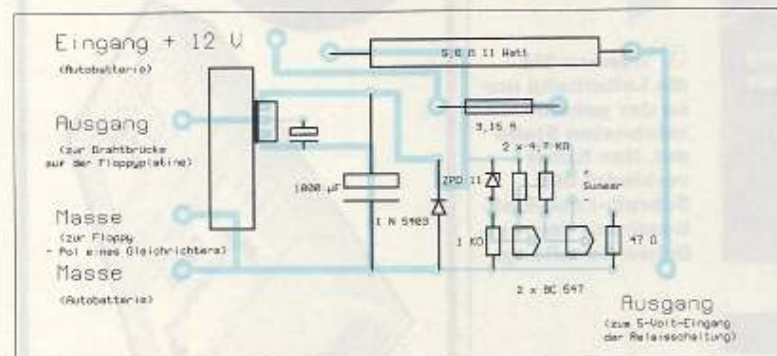 Eingang + 12 V
(Autobatterie)
5,6 Ω 11 Watt
Ausgang
(zur Drahtbrücke
auf der Floppyplatine)
3,15 A
2 x 4,7 KΩ
1000 µF
ZPD 11
+
Summer
-
1 N 5403
Masse
(zur Floppy
- Pol eines Gleichrichters)
1 KΩ
47 Ω
Masse
(Autobatterie)
2 x BC 547
Ausgang
(zum 5-Volt-Eingang
der Relaisschaltung)